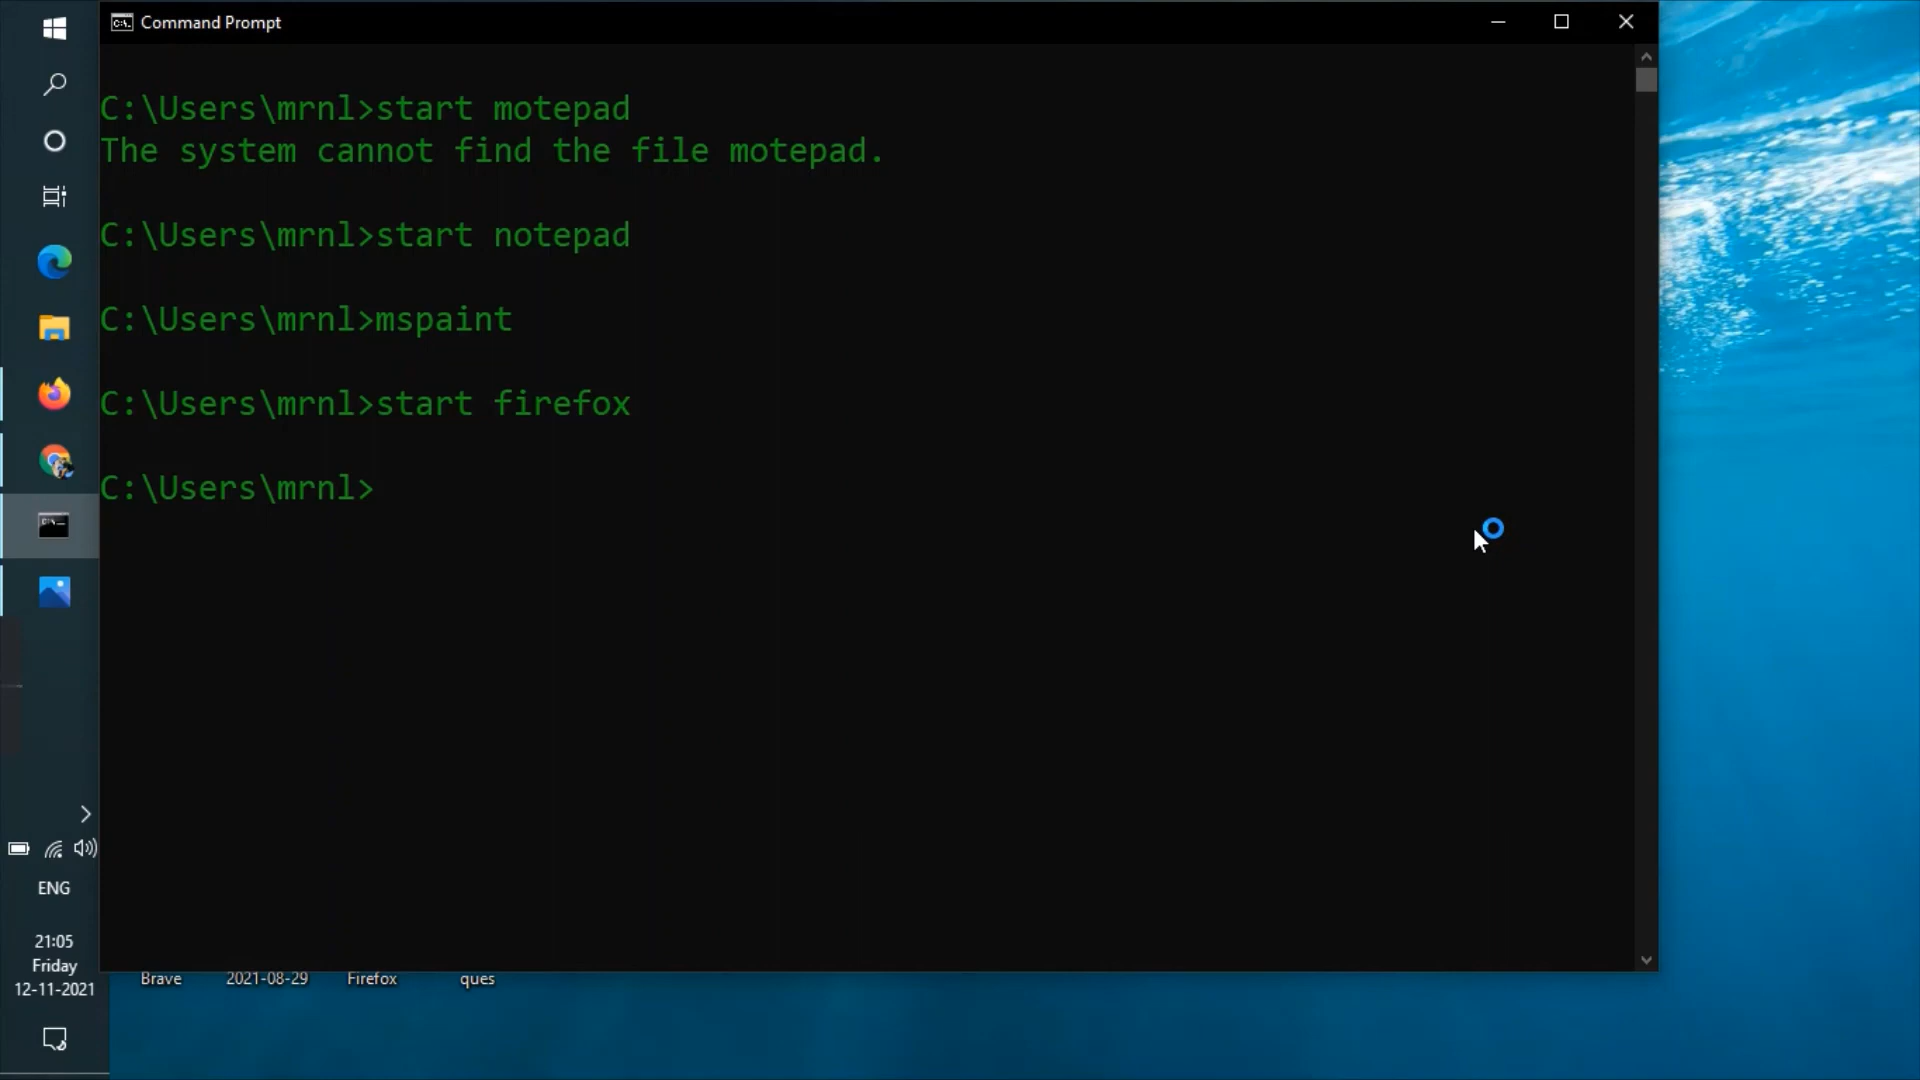 Command Prompt
C:\Users\mrnl>start motepad
The system cannot find the file motepad.
C:\Users\mrnl>start notepad
C:\Users\mrnl>mspaint
C:\Users\mrnl>start firefox
C:\Users\mrnl>
ENG
21:05
Friday
12-11-2021
Brave 2021-08-29 Firefox ques